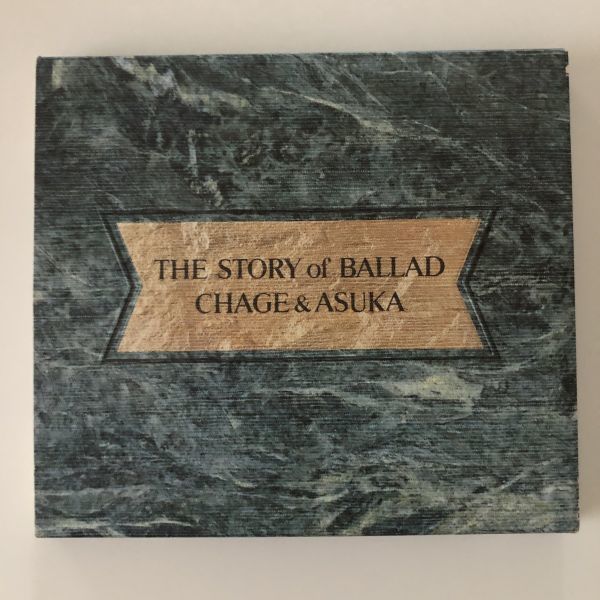 THE STORY of BALLAD
CHAGE & ASUKA